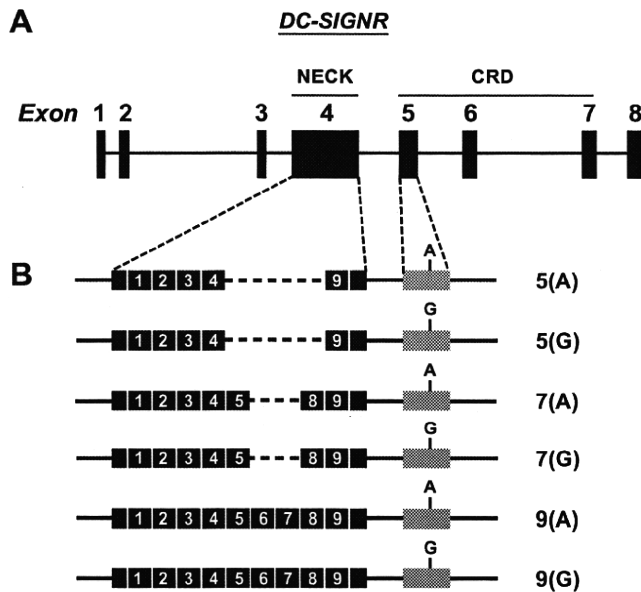 A
DC-SIGNR
NECK CRD
Exon 1 2 3 4 5 6 7 8
B
A
1 2 3 4 9 5(A)
G
1 2 3 4 9 5(G)
A
1 2 3 4 5 8 9 7(A)
G
1 2 3 4 5 8 9 7(G)
A
1 2 3 4 5 6 7 8 9 9(A)
G
1 2 3 4 5 6 7 8 9 9(G)